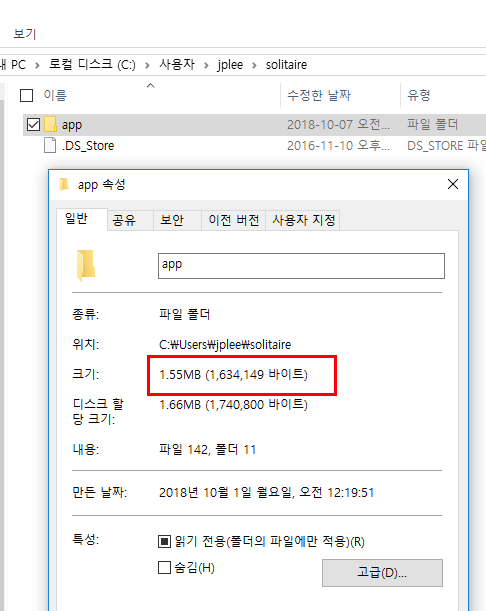 보기
PC > 로컬 디스크 (C:) > 사용자 > jplee > solitaire
이름 수정한 날짜 유형
app 2018-10-07 오전... 파일 폴더
.DS_Store 2016-11-10 오후... DS_STORE 파일
app 속성
일반 공유 보안 이전 버전 사용자 지정
app
종류: 파일 폴더
위치: C:₩Users₩jplee₩solitaire
크기: 1.55MB (1,634,149 바이트)
디스크 할
당 크기: 1.66MB (1,740,800 바이트)
내용: 파일 142, 폴더 11
만든 날짜: 2018년 10월 1일 월요일, 오전 12:19:51
특성: 읽기 전용(폴더의 파일에만 적용)(R)
숨김(H)
고급(D)...